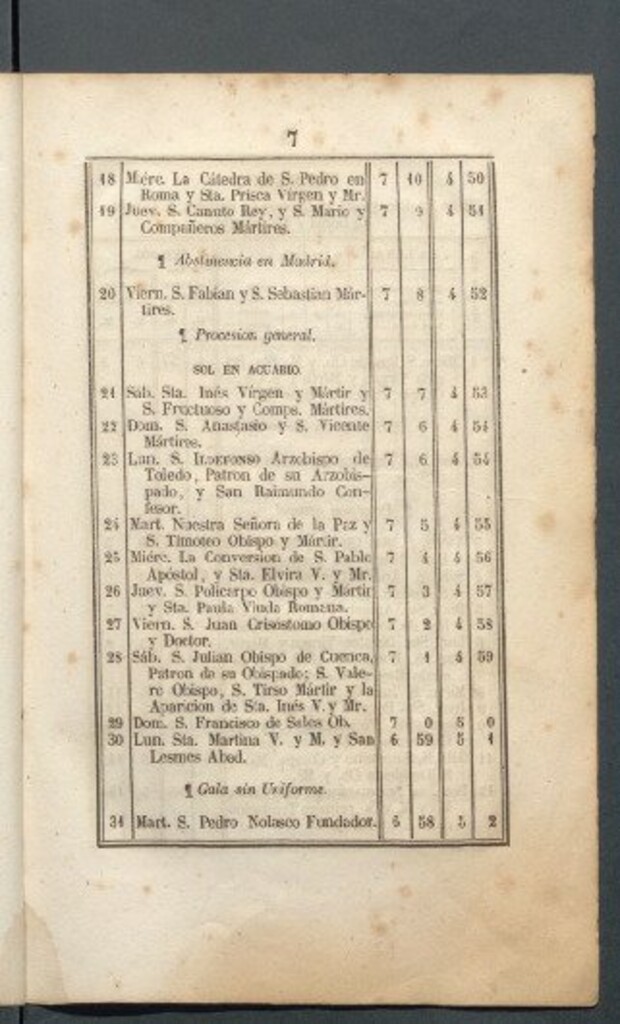 7
18 Miérc. La Cátedra de S. Pedro en 7 10 4 50
Roma y Sta. Prisca Vírgen y Mr.
19 Juev. S. Canuto Rey, y S. Mario y 7 9 4 51
Compañeros Mártires.
¶ Abstinencia en Madrid.
20 Viern. S. Fabian y S. Sebastian Már- 7 8 4 52
tires.
¶ Procesion general.
SOL EN ACUARIO.
21 Sáb. Sta. Inés Vírgen y Mártir y 7 7 4 53
S. Fructuoso y Comps. Mártires.
22 Dom. S. Anastasio y S. Vicente 7 6 4 54
Mártires.
23 Lun. S. ILDEFONSO Arzobispo de 7 6 4 54
Toledo, Patron de su Arzobis-
pado, y San Raimundo Con-
fesor.
24 Mart. Nuestra Señora de la Paz y 7 5 4 55
S. Timoteo Obispo y Mártir.
25 Miérc. La Conversion de S. Pablo 7 4 4 56
Apóstol, y Sta. Elvira V. y Mr.
26 Juev. S. Policarpo Obispo y Mártir 7 3 4 57
y Sta. Paula Viuda Romana.
27 Viern. S. Juan Crisóstomo Obispo 7 2 4 58
y Doctor.
28 Sáb. S. Julian Obispo de Cuenca, 7 1 4 59
Patron de su Obispado; S. Vale-
ro Obispo, S. Tirso Mártir y la
Aparicion de Sta. Inés V. y Mr.
29 Dom. S. Francisco de Sales Ob. 7 0 5 0
30 Lun. Sta. Martina V. y M. y San 6 59 5 1
Lesmes Abad.
¶ Gala sin Uniforme.
31 Mart. S. Pedro Nolasco Fundador. 6 58 5 2